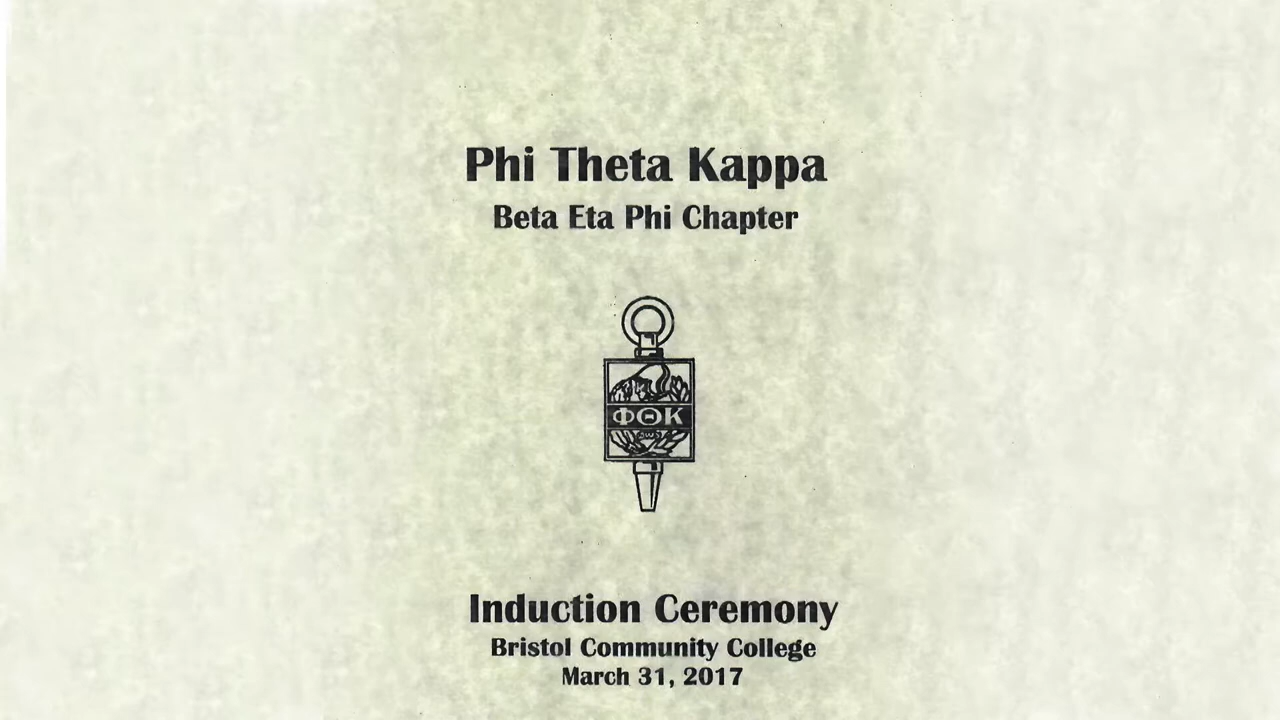 Phi Theta Kappa
Beta Eta Phi Chapter
ΦΘΚ
Induction Ceremony
Bristol Community College
March 31, 2017